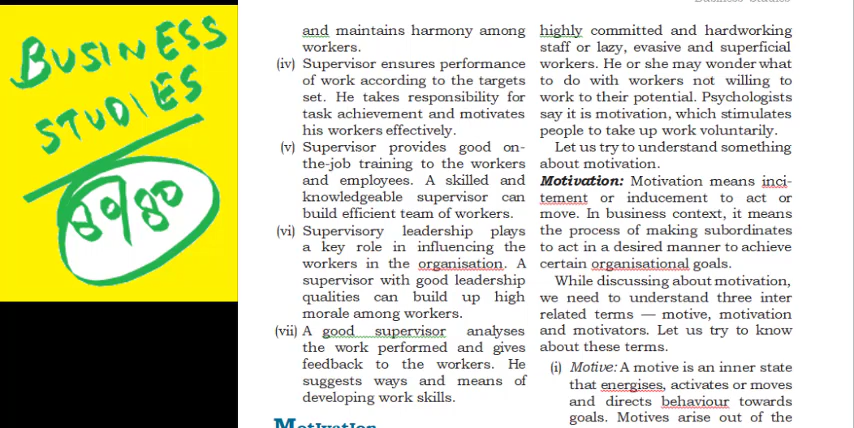 BUSINESS
STUDIES
80/80
and maintains harmony among
workers.
(iv) Supervisor ensures performance
of work according to the targets
set. He takes responsibility for
task achievement and motivates
his workers effectively.
(v) Supervisor provides good on-
the-job training to the workers
and employees. A skilled and
knowledgeable supervisor can
build efficient team of workers.
(vi) Supervisory leadership plays
a key role in influencing the
workers in the organisation. A
supervisor with good leadership
qualities can build up high
morale among workers.
(vii) A good supervisor analyses
the work performed and gives
feedback to the workers. He
suggests ways and means of
developing work skills.
Motivation
Business Studies
highly committed and hardworking
staff or lazy, evasive and superficial
workers. He or she may wonder what
to do with workers not willing to
work to their potential. Psychologists
say it is motivation, which stimulates
people to take up work voluntarily.
Let us try to understand something
about motivation.
Motivation: Motivation means inci-
tement or inducement to act or
move. In business context, it means
the process of making subordinates
to act in a desired manner to achieve
certain organisational goals.
While discussing about motivation,
we need to understand three inter
related terms — motive, motivation
and motivators. Let us try to know
about these terms.
(i) Motive: A motive is an inner state
that energises, activates or moves
and directs behaviour towards
goals. Motives arise out of the